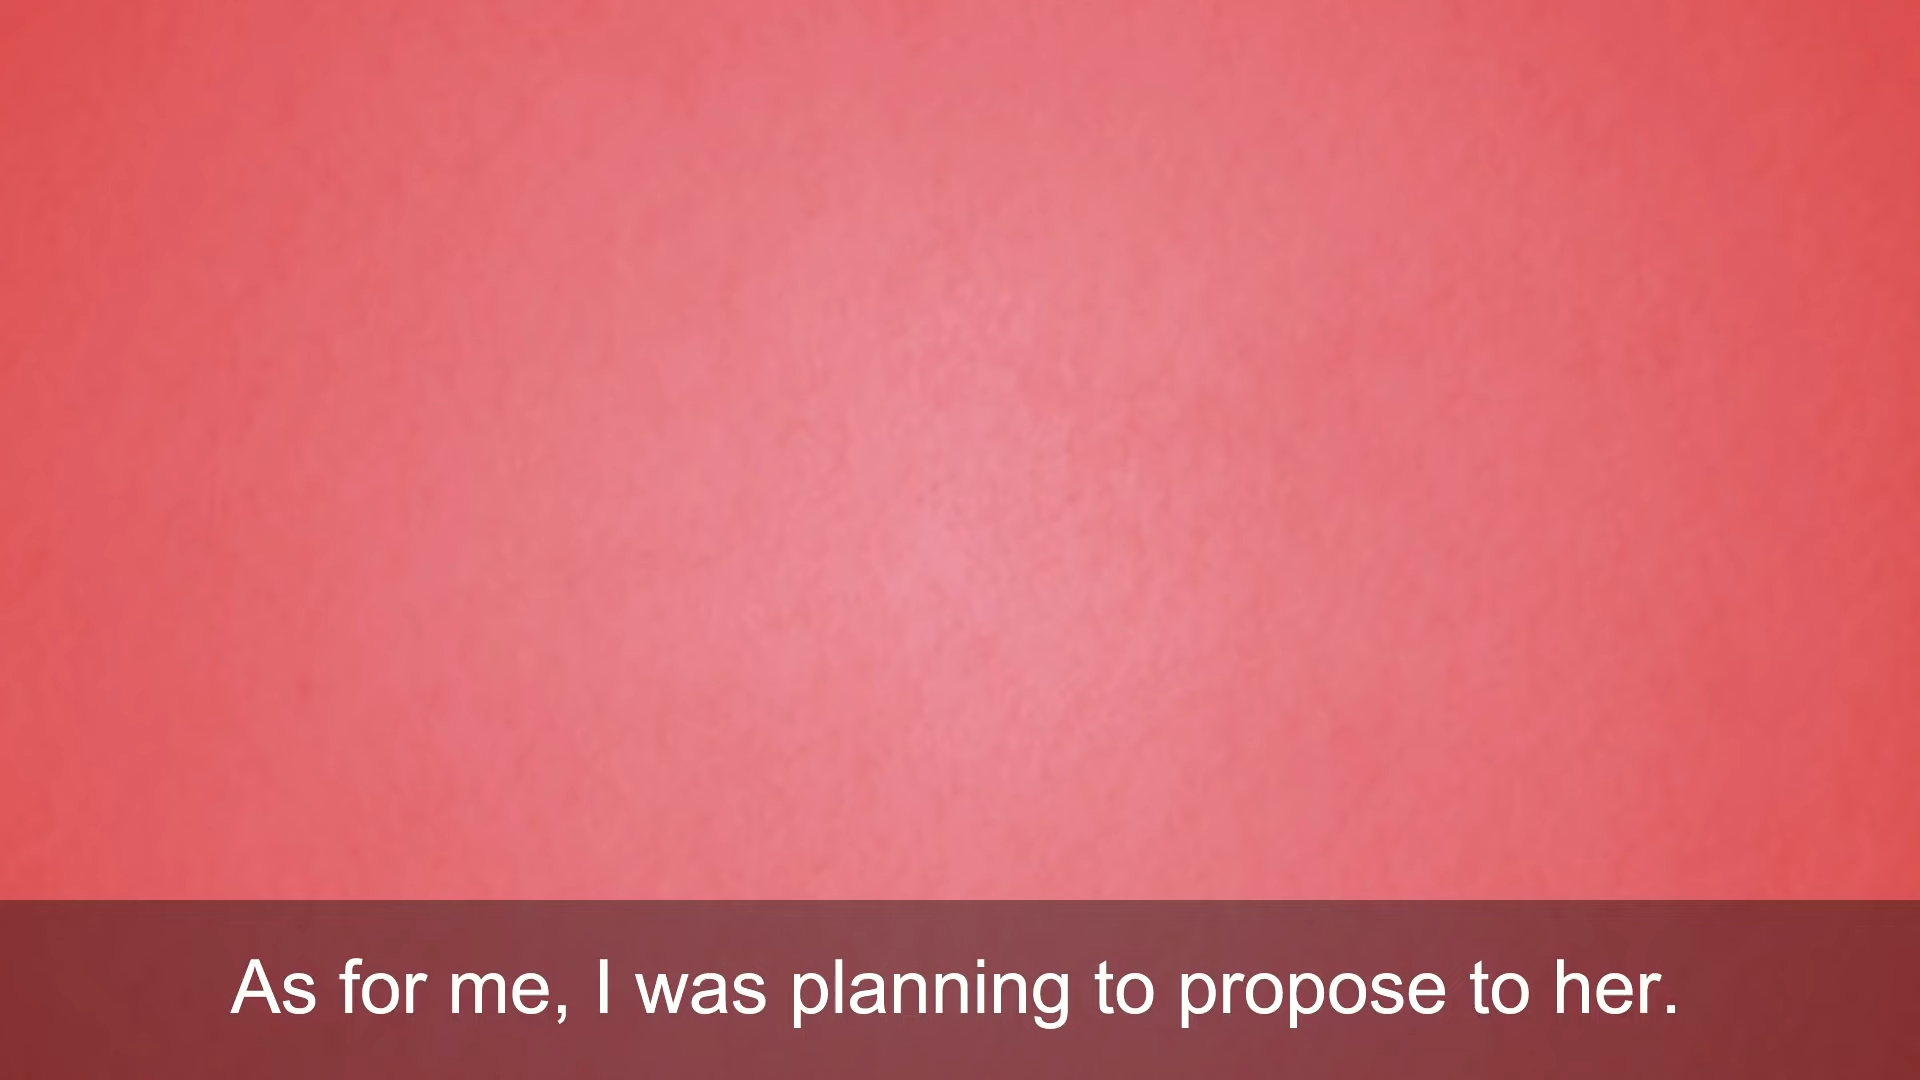 As for me, I was planning to propose to her.